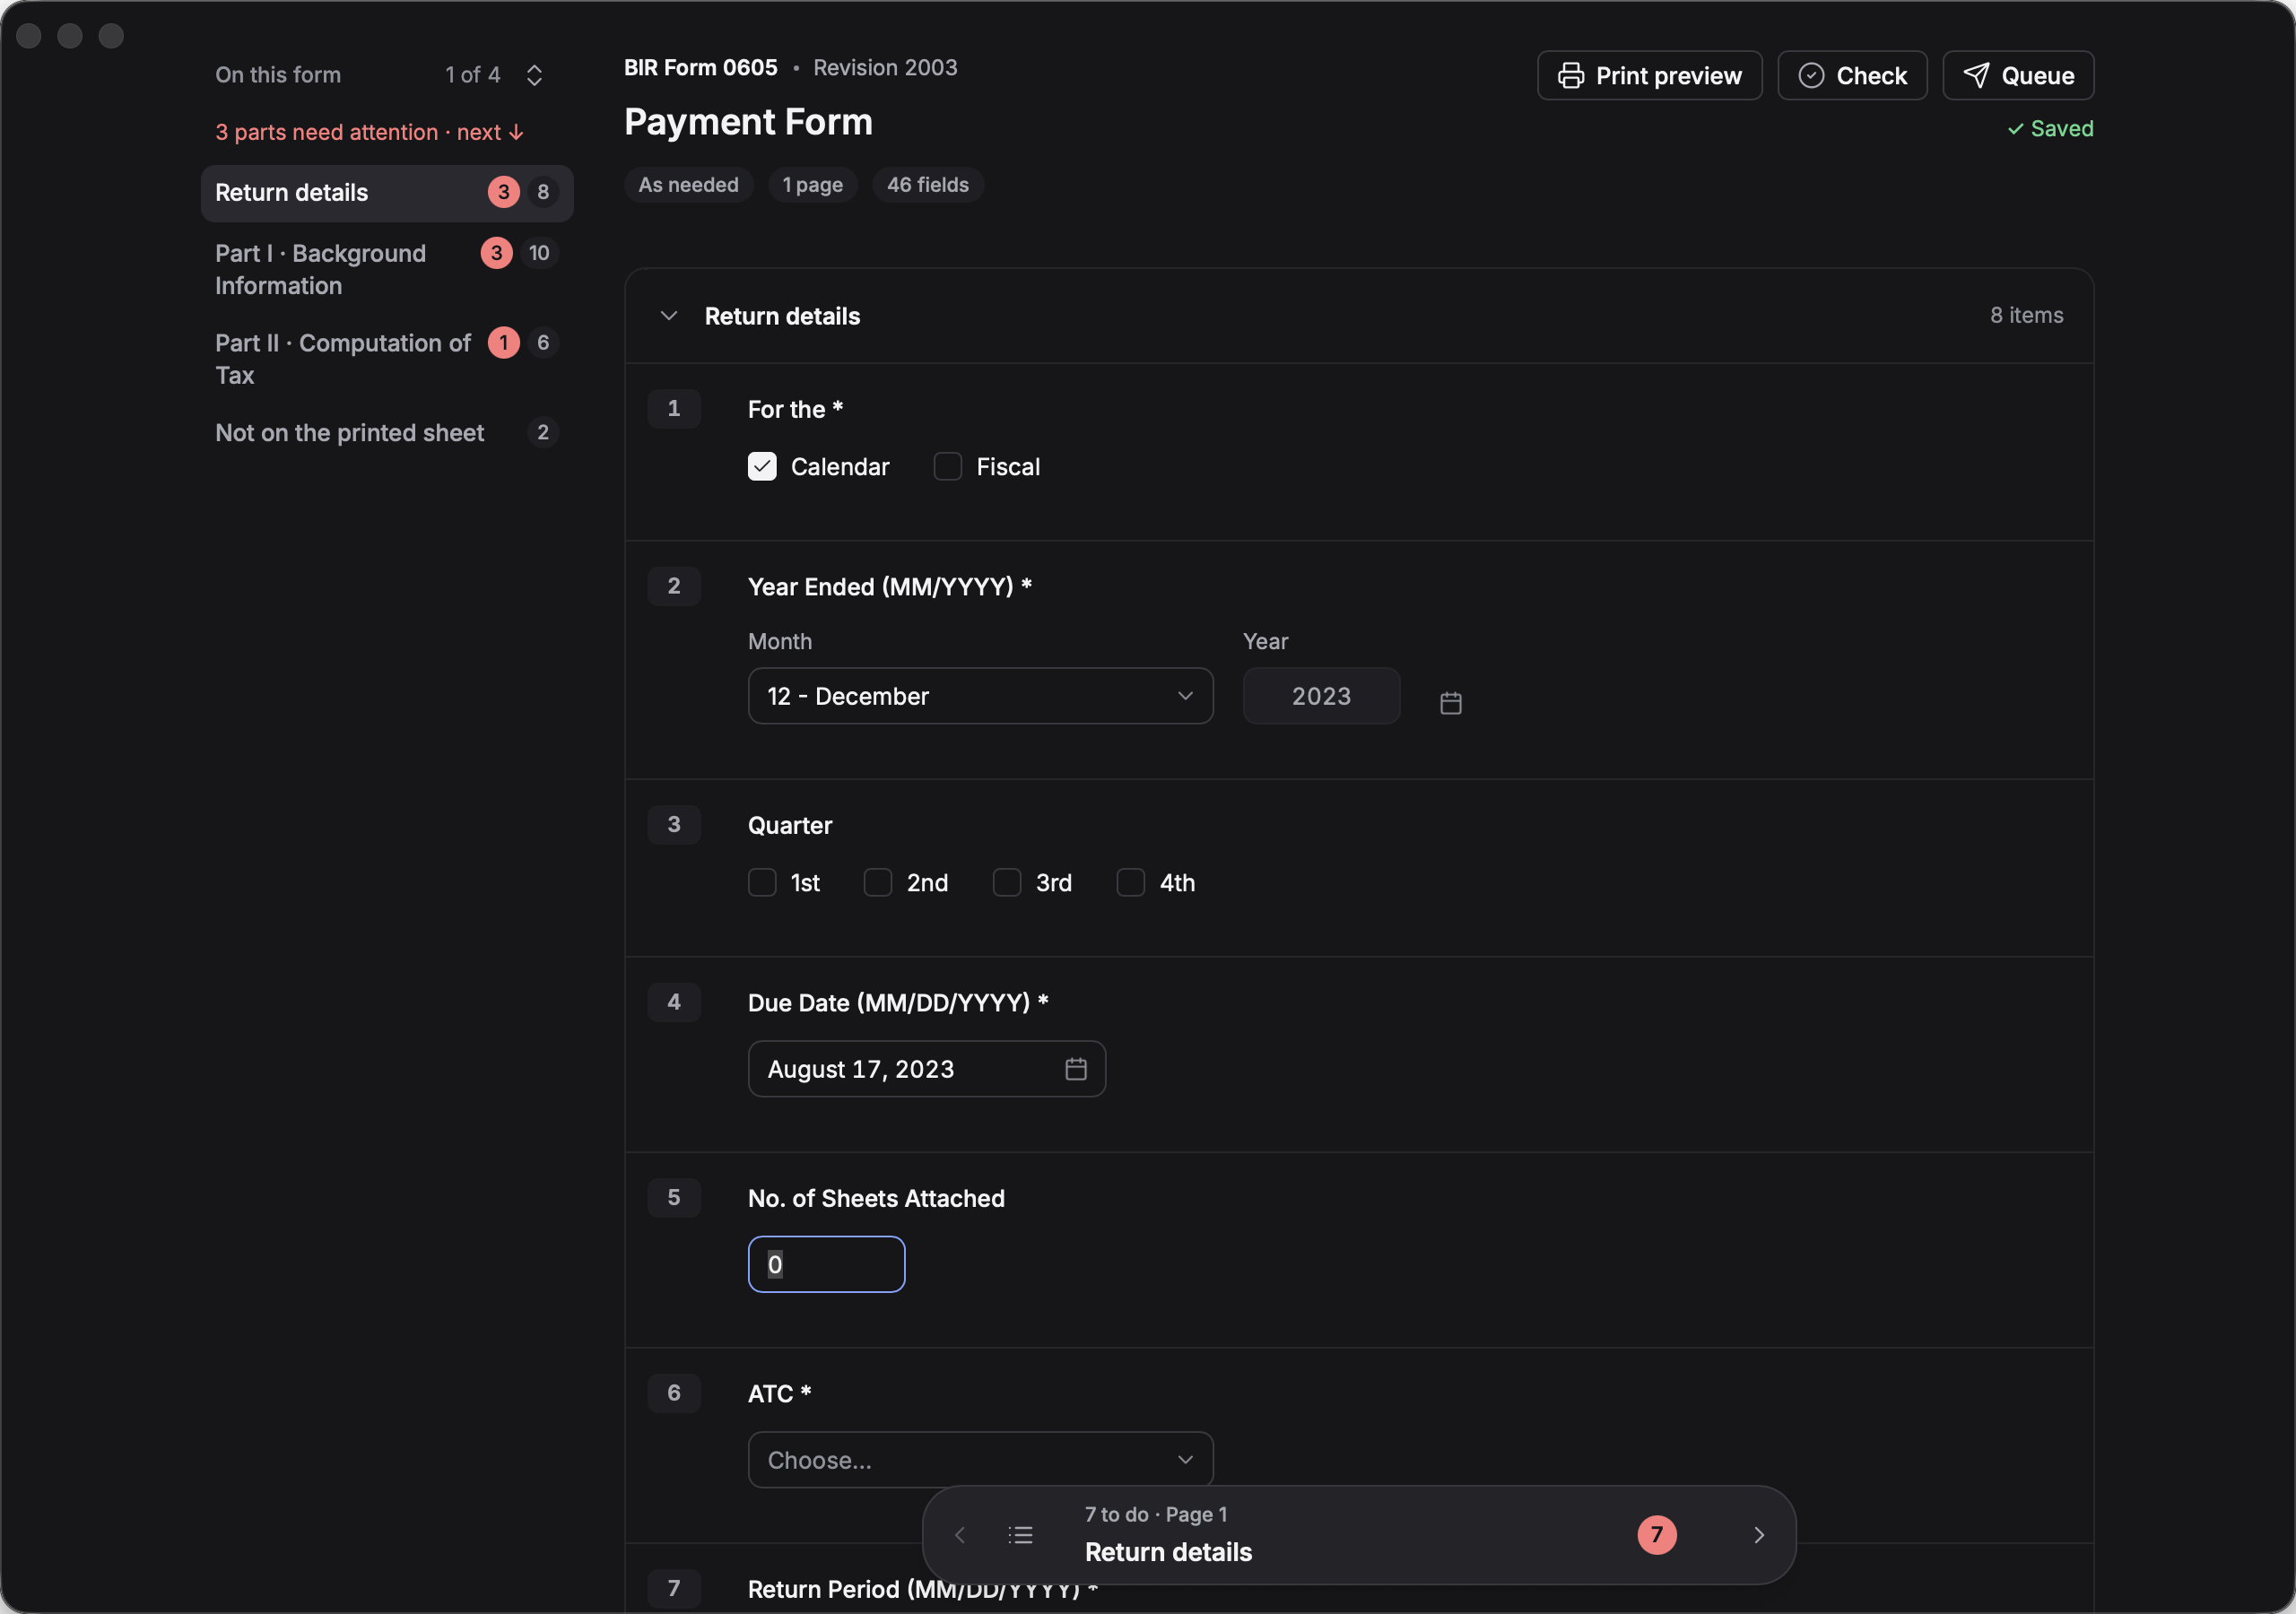 On this form
1 of 4
3 parts need attention · next ↓
Return details 3 8
Part I · Background Information 3 10
Part II · Computation of Tax 1 6
Not on the printed sheet 2
BIR Form 0605 • Revision 2003
Payment Form
As needed
1 page
46 fields
Print preview
Check
Queue
Saved
Return details
8 items
1 For the *
Calendar
Fiscal
2 Year Ended (MM/YYYY) *
Month
Year
12 - December
2023
3 Quarter
1st
2nd
3rd
4th
4 Due Date (MM/DD/YYYY) *
August 17, 2023
5 No. of Sheets Attached
0
6 ATC *
Choose...
7 to do · Page 1
Return details
7
7 Return Period (MM/DD/YYYY) *